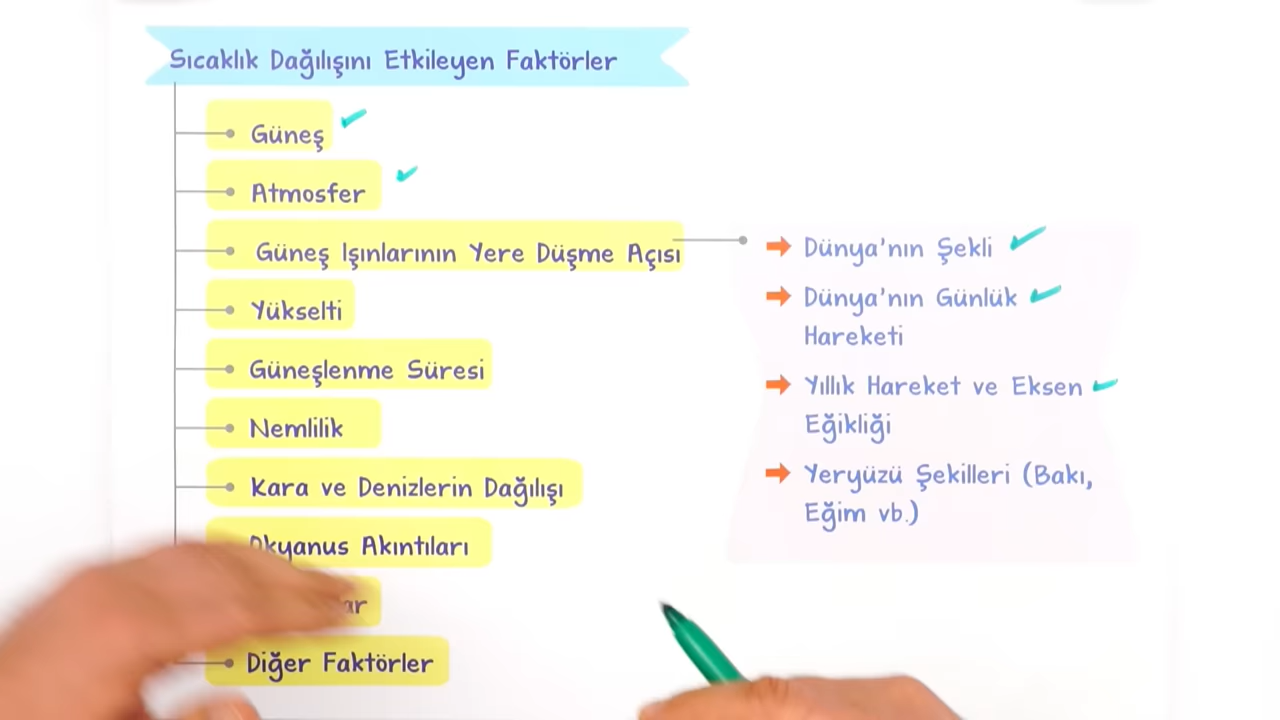 Sıcaklık Dağılışını Etkileyen Faktörler
Güneş
Atmosfer
Güneş Işınlarının Yere Düşme Açısı
Yükselti
Güneşlenme Süresi
Nemlilik
Kara ve Denizlerin Dağılışı
Okyanus Akıntıları
Diğer Faktörler
Dünya'nın Şekli
Dünya'nın Günlük
Hareketi
Yıllık Hareket ve Eksen
Eğikliği
Yeryüzü Şekilleri (Bakı,
Eğim vb.)